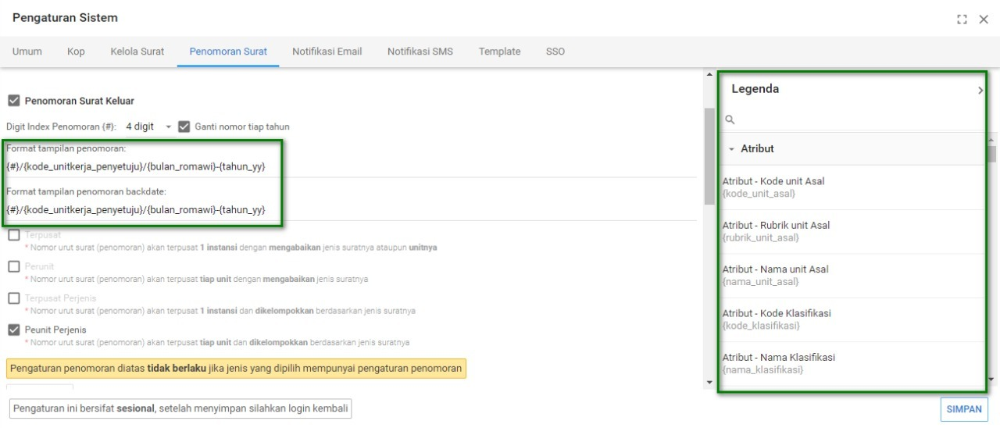 Pengaturan Sistem
Umum Kop Kelola Surat Penomoran Surat Notifikasi Email Notifikasi SMS Template SSO
Penomoran Surat Keluar
Digit Index Penomoran {#}: 4 digit Ganti nomor tiap tahun
Format tampilan penomoran:
{#}/{kode_unitkerja_penyetuju}/{bulan_romawi}-{tahun_yy}
Format tampilan penomoran backdate:
{#}/{kode_unitkerja_penyetuju}/{bulan_romawi}-{tahun_yy}
Terpusat
* Nomor urut surat (penomoran) akan terpusat 1 instansi dengan mengabaikan jenis suratnya ataupun unitnya
Perunit
* Nomor urut surat (penomoran) akan terpusat tiap unit dengan mengabaikan jenis suratnya
Terpusat Perjenis
* Nomor urut surat (penomoran) akan terpusat 1 instansi dan dikelompokkan berdasarkan jenis suratnya
Peunit Perjenis
* Nomor urut surat (penomoran) akan terpusat tiap unit dan dikelompokkan berdasarkan jenis suratnya
Pengaturan penomoran diatas tidak berlaku jika jenis yang dipilih mempunyai pengaturan penomoran
Legenda
Atribut
Atribut - Kode unit Asal
{kode_unit_asal}
Atribut - Rubrik unit Asal
{rubrik_unit_asal}
Atribut - Nama unit Asal
{nama_unit_asal}
Atribut - Kode Klasifikasi
{kode_klasifikasi}
Atribut - Nama Klasifikasi
{nama_klasifikasi}
Pengaturan ini bersifat sesional, setelah menyimpan silahkan login kembali
SIMPAN